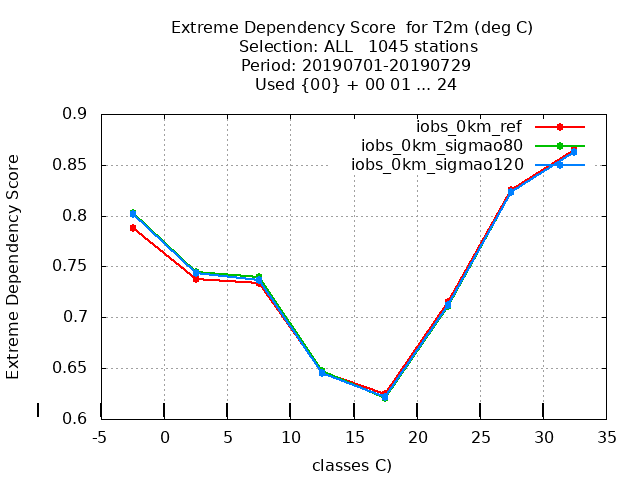 Extreme Dependency Score  for T2m (deg C)
Selection: ALL   1045 stations
Period: 20190701-20190729
Used {00} + 00 01 ... 24
iobs_0km_ref
iobs_0km_sigmao80
iobs_0km_sigmao120
Extreme Dependency Score
0.9
0.85
0.8
0.75
0.7
0.65
0.6
-5 0 5 10 15 20 25 30 35
classes C)